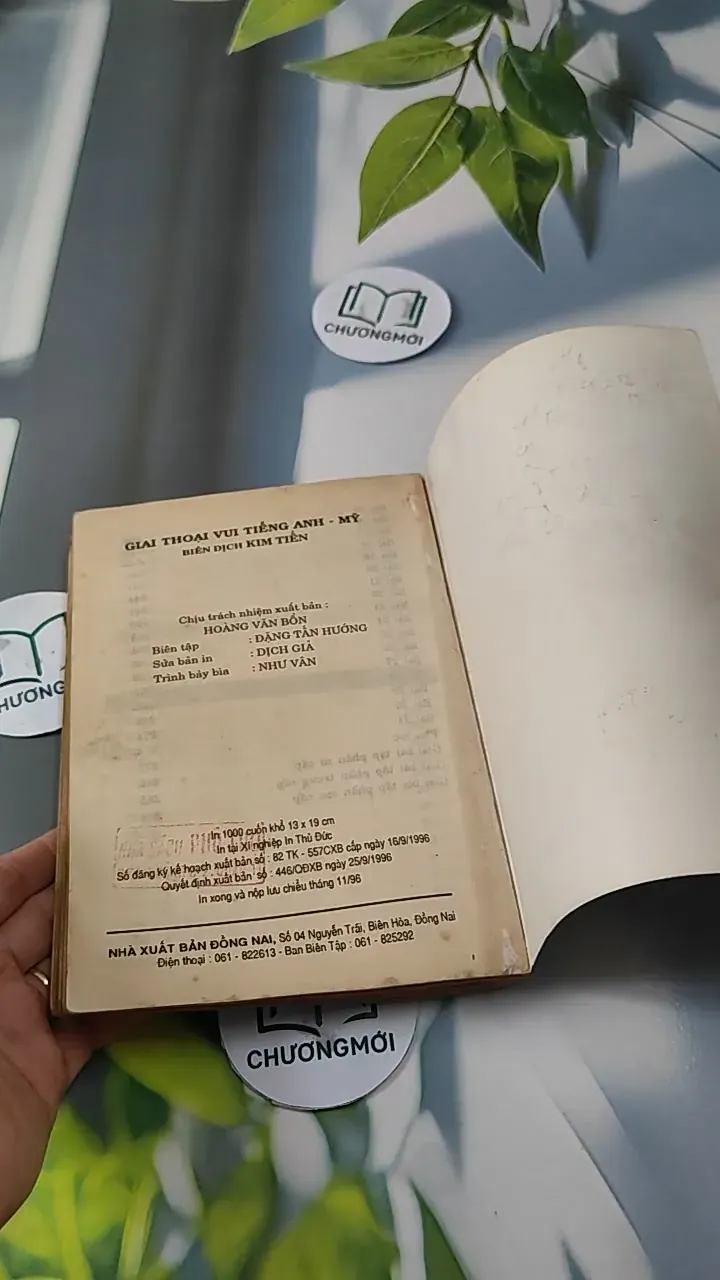 CHƯƠNGMỚI
GIAI THOẠI VUI TIẾNG ANH - MỸ
BIÊN DỊCH KIM TIẾN
Chịu trách nhiệm xuất bản :
HOÀNG VĂN BỔN
Biên tập : ĐẶNG TẤN HƯỚNG
Sửa bản in : DỊCH GIẢ
Trình bày bìa : NHƯ VÂN
In 1000 cuốn khổ 13 x 19 cm
In tại Xí nghiệp In Thủ Đức
Số đăng ký kế hoạch xuất bản số : 82 TK - 557CXB cấp ngày 16/9/1996
Quyết định xuất bản số : 446/QĐXB ngày 25/9/1996
In xong và nộp lưu chiểu tháng 11/96
NHÀ XUẤT BẢN ĐỒNG NAI, Số 04 Nguyễn Trãi, Biên Hòa, Đồng Nai
Điện thoại : 061 - 822613 - Ban Biên Tập : 061 - 825292
HƯƠNG
CHƯƠNGMỚI